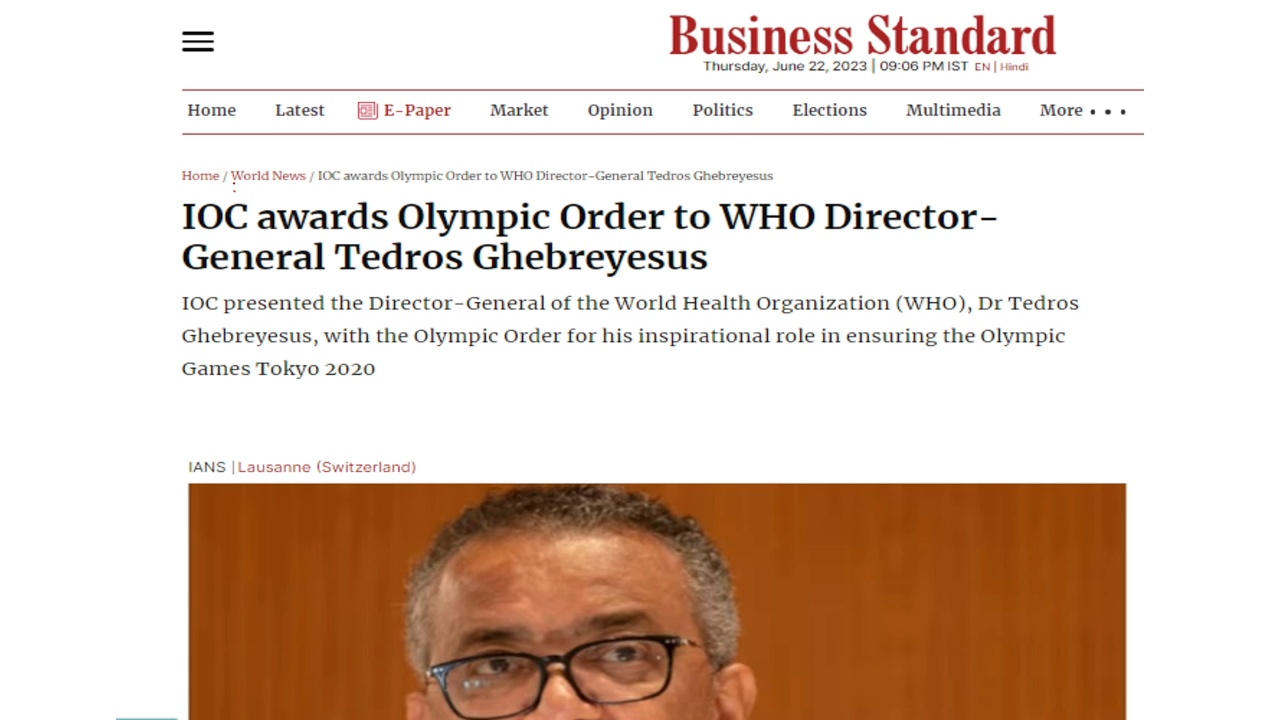 Business Standard
Thursday, June 22, 2023 | 09:06 PM IST EN | Hindi
Home Latest E-Paper Market Opinion Politics Elections Multimedia More • • •
Home / World News / IOC awards Olympic Order to WHO Director-General Tedros Ghebreyesus
IOC awards Olympic Order to WHO Director-
General Tedros Ghebreyesus
IOC presented the Director-General of the World Health Organization (WHO), Dr Tedros
Ghebreyesus, with the Olympic Order for his inspirational role in ensuring the Olympic
Games Tokyo 2020
IANS | Lausanne (Switzerland)